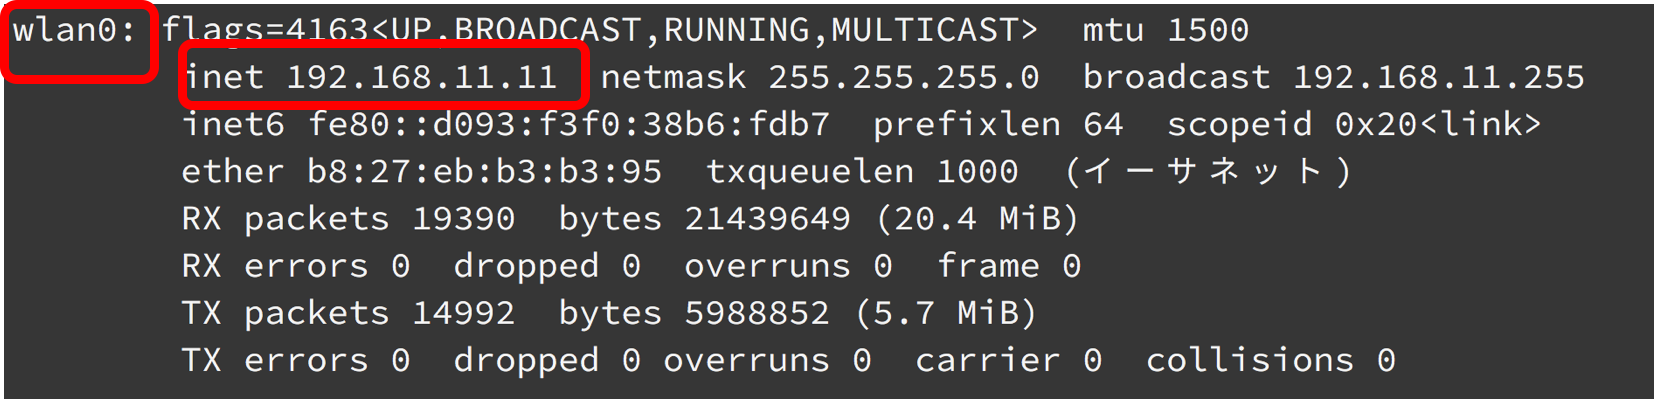 wlan0: flags=4163<UP,BROADCAST,RUNNING,MULTICAST>  mtu 1500
inet 192.168.11.11  netmask 255.255.255.0  broadcast 192.168.11.255
inet6 fe80::d093:f3f0:38b6:fdb7  prefixlen 64  scopeid 0x20<link>
ether b8:27:eb:b3:b3:95  txqueuelen 1000  (イーサネット)
RX packets 19390  bytes 21439649 (20.4 MiB)
RX errors 0  dropped 0  overruns 0  frame 0
TX packets 14992  bytes 5988852 (5.7 MiB)
TX errors 0  dropped 0 overruns 0  carrier 0  collisions 0